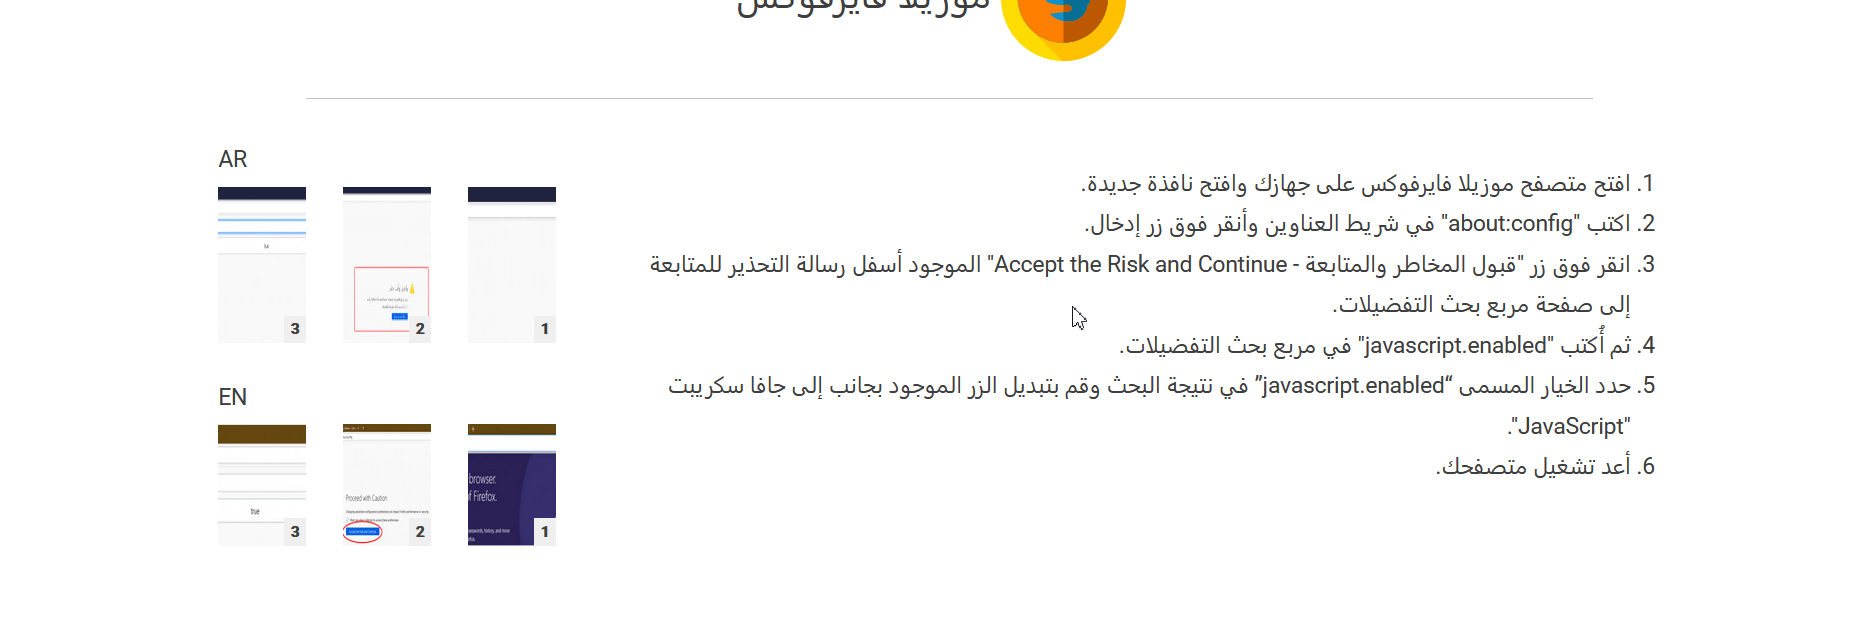 موزيلا فايرفوكس
1. افتح متصفح موزيلا فايرفوكس على جهازك وافتح نافذة جديدة.
2. اكتب "about:config" في شريط العناوين وأنقر فوق زر إدخال.
3. انقر فوق زر "قبول المخاطر والمتابعة - Accept the Risk and Continue" الموجود أسفل رسالة التحذير للمتابعة
إلى صفحة مربع بحث التفضيلات.
4. ثم أُكتب "javascript.enabled" في مربع بحث التفضيلات.
5. حدد الخيار المسمى “javascript.enabled” في نتيجة البحث وقم بتبديل الزر الموجود بجانب إلى جافا سكريبت
"JavaScript".
6. أعد تشغيل متصفحك.
AR
1
2
3
EN
browser.
f Firefox.
1
Proceed with Caution
2
true
3